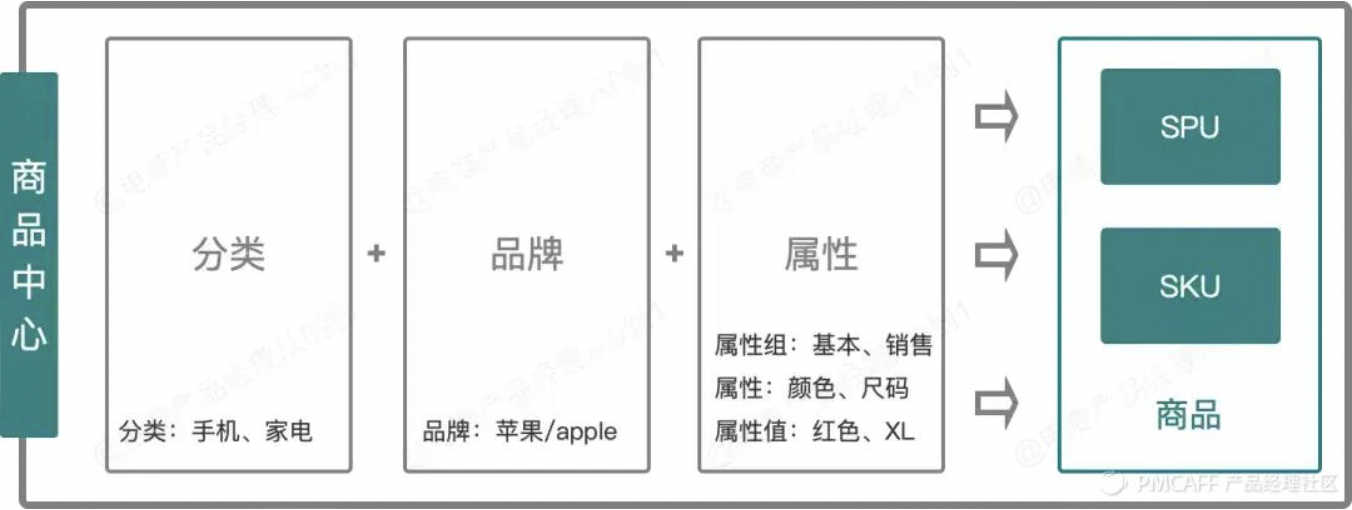 商品中心
分类
分类：手机、家电
+
品牌
品牌：苹果/apple
+
属性
属性组：基本、销售
属性：颜色、尺码
属性值：红色、XL
SPU
SKU
商品
PMCAFF 产品经理社区